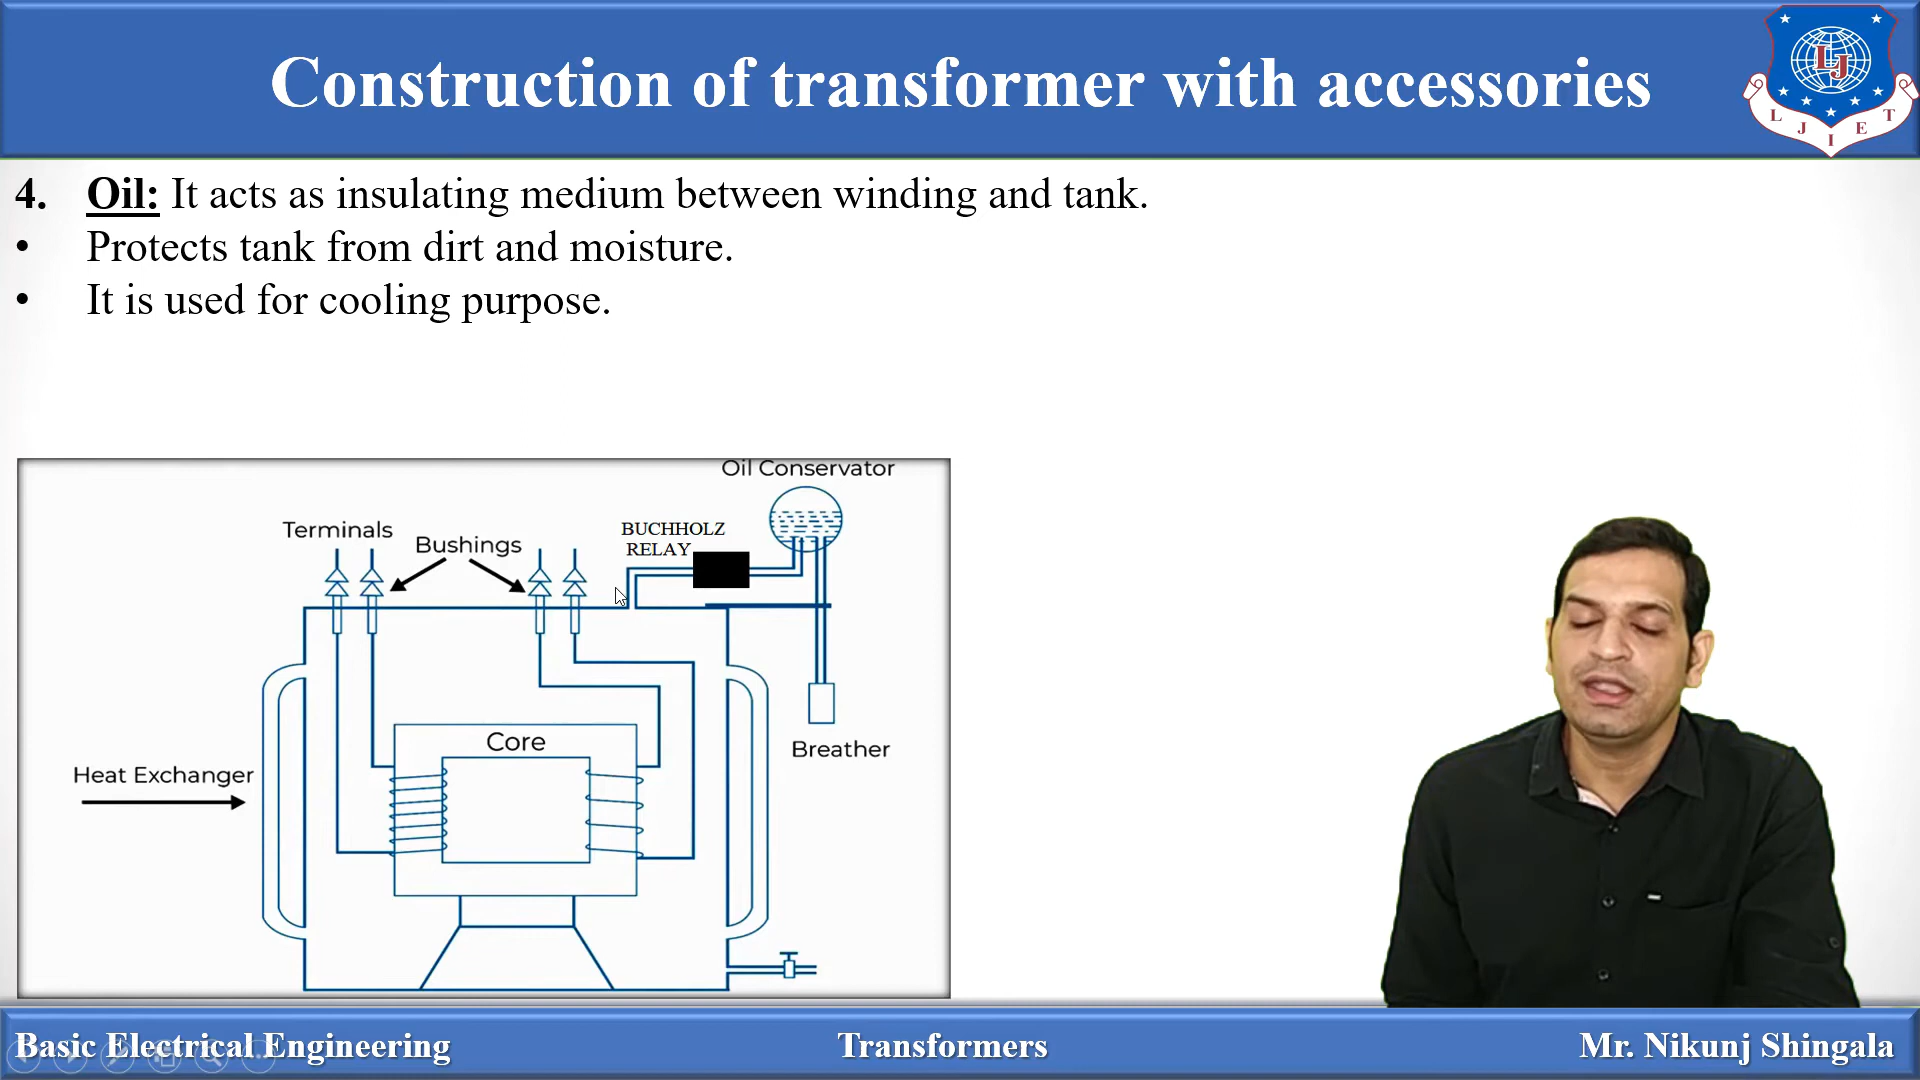 Construction of transformer with accessories
LJ
L J I E T
4. Oil: It acts as insulating medium between winding and tank.
• Protects tank from dirt and moisture.
• It is used for cooling purpose.
Oil Conservator
Terminals
Bushings
BUCHHOLZ
RELAY
Core
Breather
Heat Exchanger
Basic Electrical Engineering
Transformers
Mr. Nikunj Shingala